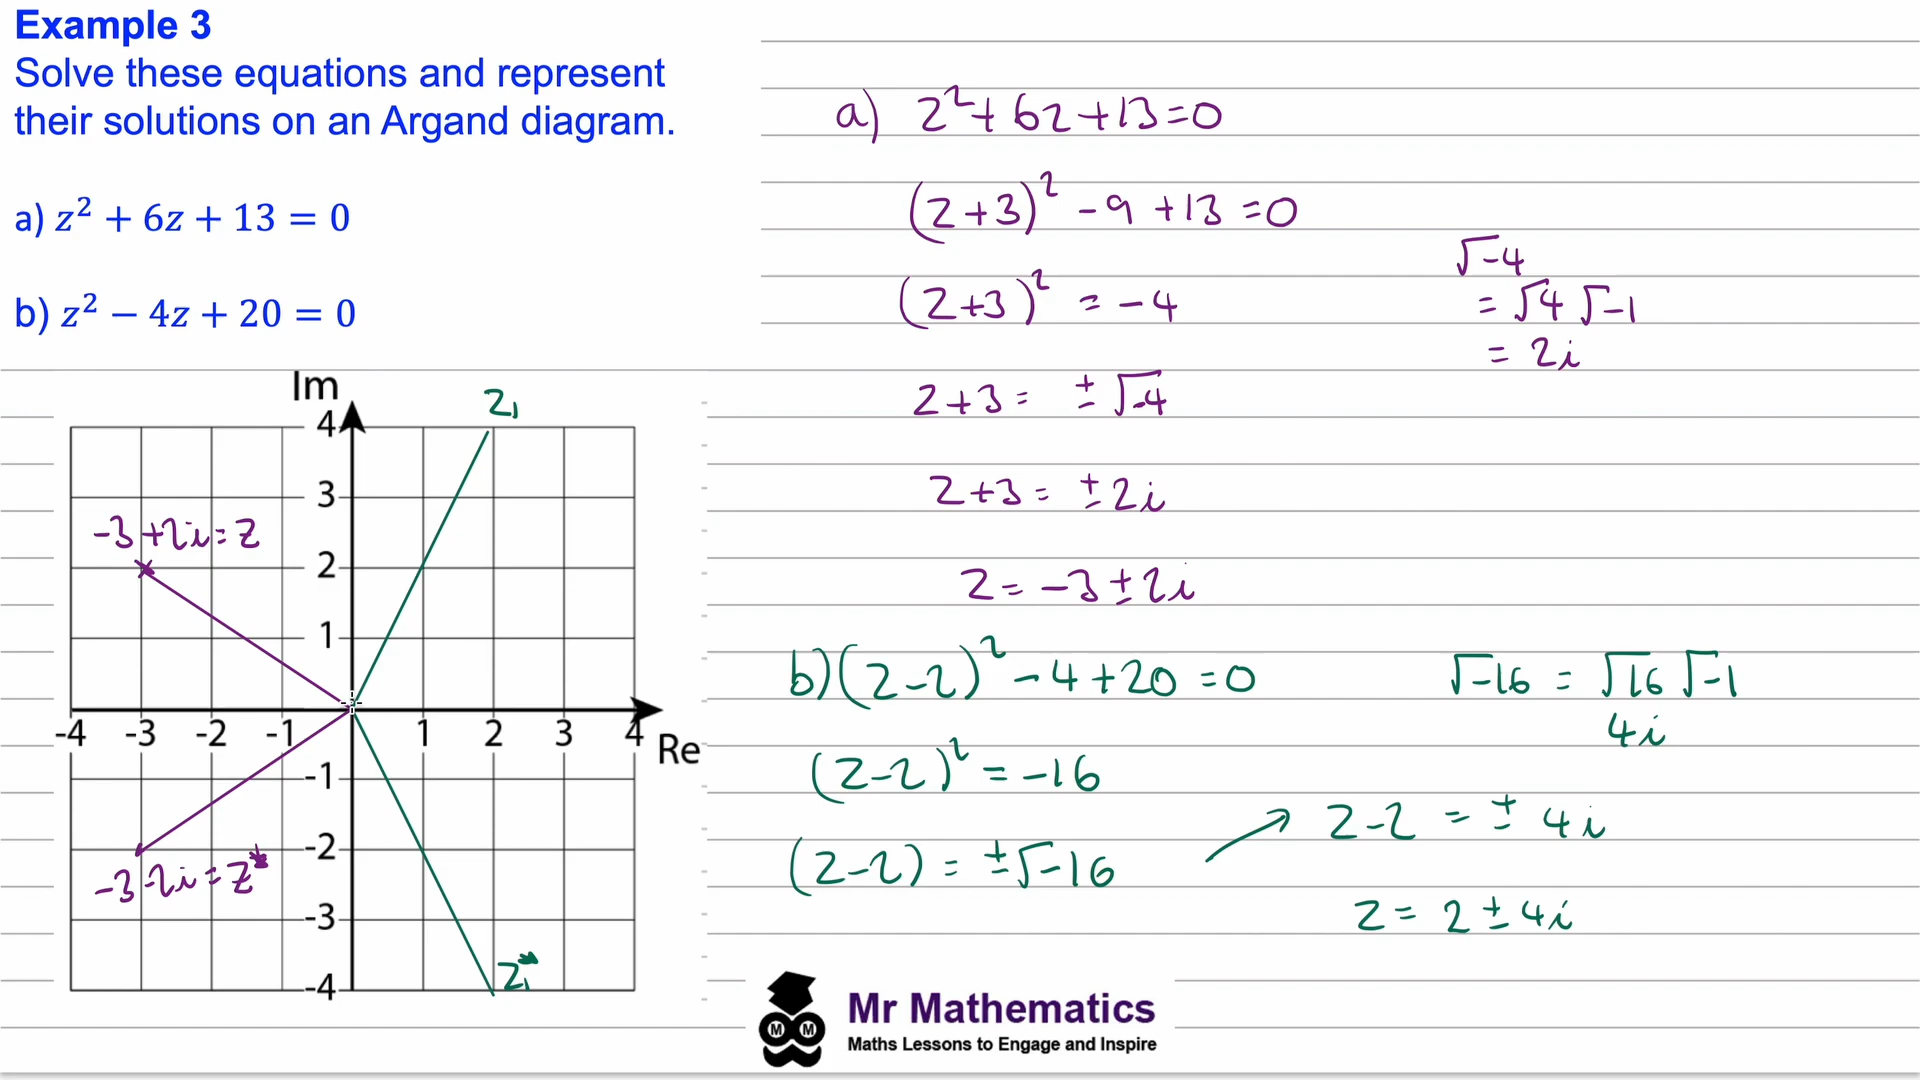 Example 3
Solve these equations and represent
their solutions on an Argand diagram.
a) z² + 6z + 13 = 0
b) z² − 4z + 20 = 0
Im
Re
4
3
2
1
-1
-2
-3
-4
-4 -3 -2 -1 1 2 3 4
-3+2i=z
-3-2i=z*
z₁
z₁*
a) z²+6z+13=0
(z+3)² -9+13=0
(z+3)² = -4
z+3= ±√-4
z+3= ±2i
z= -3±2i
√-4
= √4 √-1
= 2i
b) (z-2)² -4+20=0
(z-2)² = -16
(z-2) = ±√-16
√-16 = √16 √-1
4i
z-2 = ± 4i
z= 2±4i
M M
Mr Mathematics
Maths Lessons to Engage and Inspire